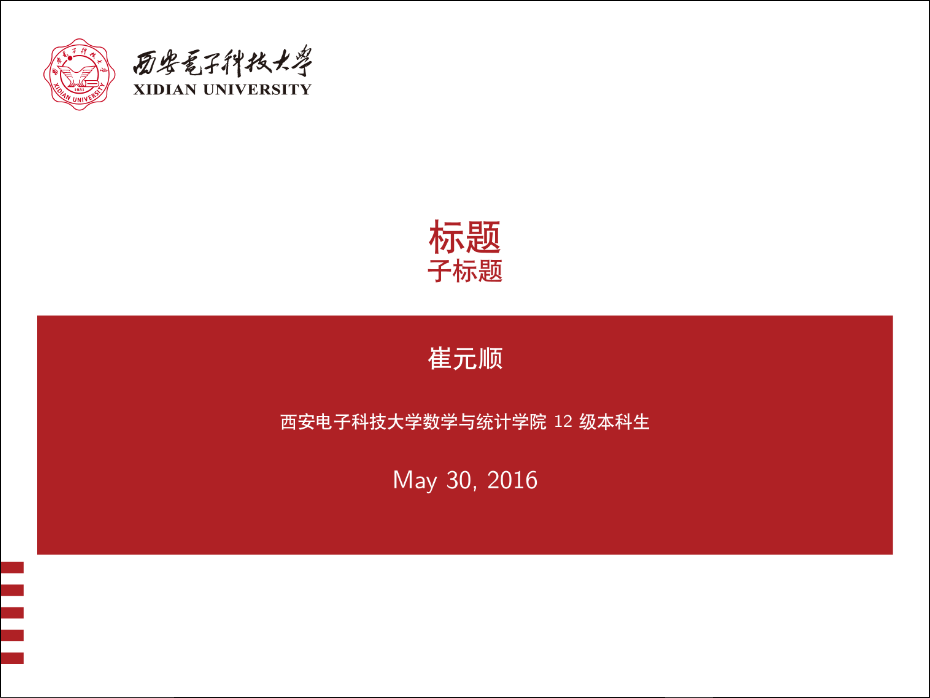 西安电子科技大学
XIDIAN UNIVERSITY
标题
子标题
崔元顺
西安电子科技大学数学与统计学院 12 级本科生
May 30, 2016